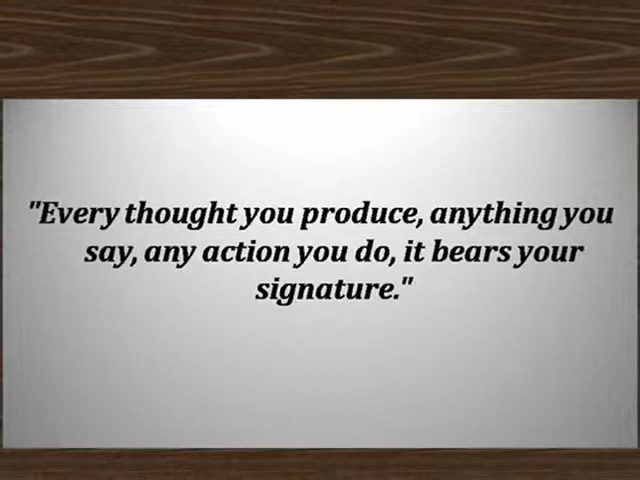 "Every thought you produce, anything you
say, any action you do, it bears your
signature."